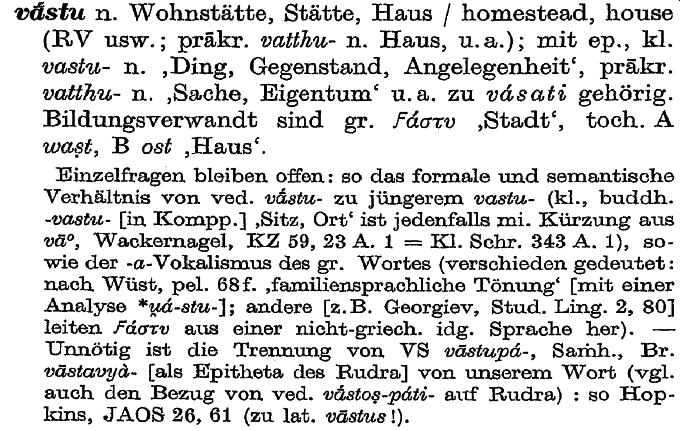 vā́stu n. Wohnstätte, Stätte, Haus / homestead, house
(RV usw.; prākr. vatthu- n. Haus, u. a.); mit ep., kl.
vastu- n. ‚Ding, Gegenstand, Angelegenheit‘, prākr.
vatthu- n. ‚Sache, Eigentum‘ u. a. zu vásati gehörig.
Bildungsverwandt sind gr. ϝάστυ ‚Stadt‘, toch. A
waṣt, B ost ‚Haus‘.
Einzelfragen bleiben offen: so das formale und semantische
Verhältnis von ved. vā́stu- zu jüngerem vastu- (kl., buddh.
-vastu- [in Kompp.] ‚Sitz, Ort‘ ist jedenfalls mi. Kürzung aus
vā°, Wackernagel, KZ 59, 23 A. 1 = Kl. Schr. 343 A. 1), so-
wie der -a-Vokalismus des gr. Wortes (verschieden gedeutet:
nach Wüst, pel. 68 f. ‚familiensprachliche Tönung‘ [mit einer
Analyse *u̯á-stu-]; andere [z. B. Georgiev, Stud. Ling. 2, 80]
leiten ϝάστυ aus einer nicht-griech. idg. Sprache her). —
Unnötig ist die Trennung von VS vāstupá-, Saṁh., Br.
vāstavyà- [als Epitheta des Rudra] von unserem Wort (vgl.
auch den Bezug von ved. vā́stoṣ-páti- auf Rudra) : so Hop-
kins, JAOS 26, 61 (zu lat. vāstus!).